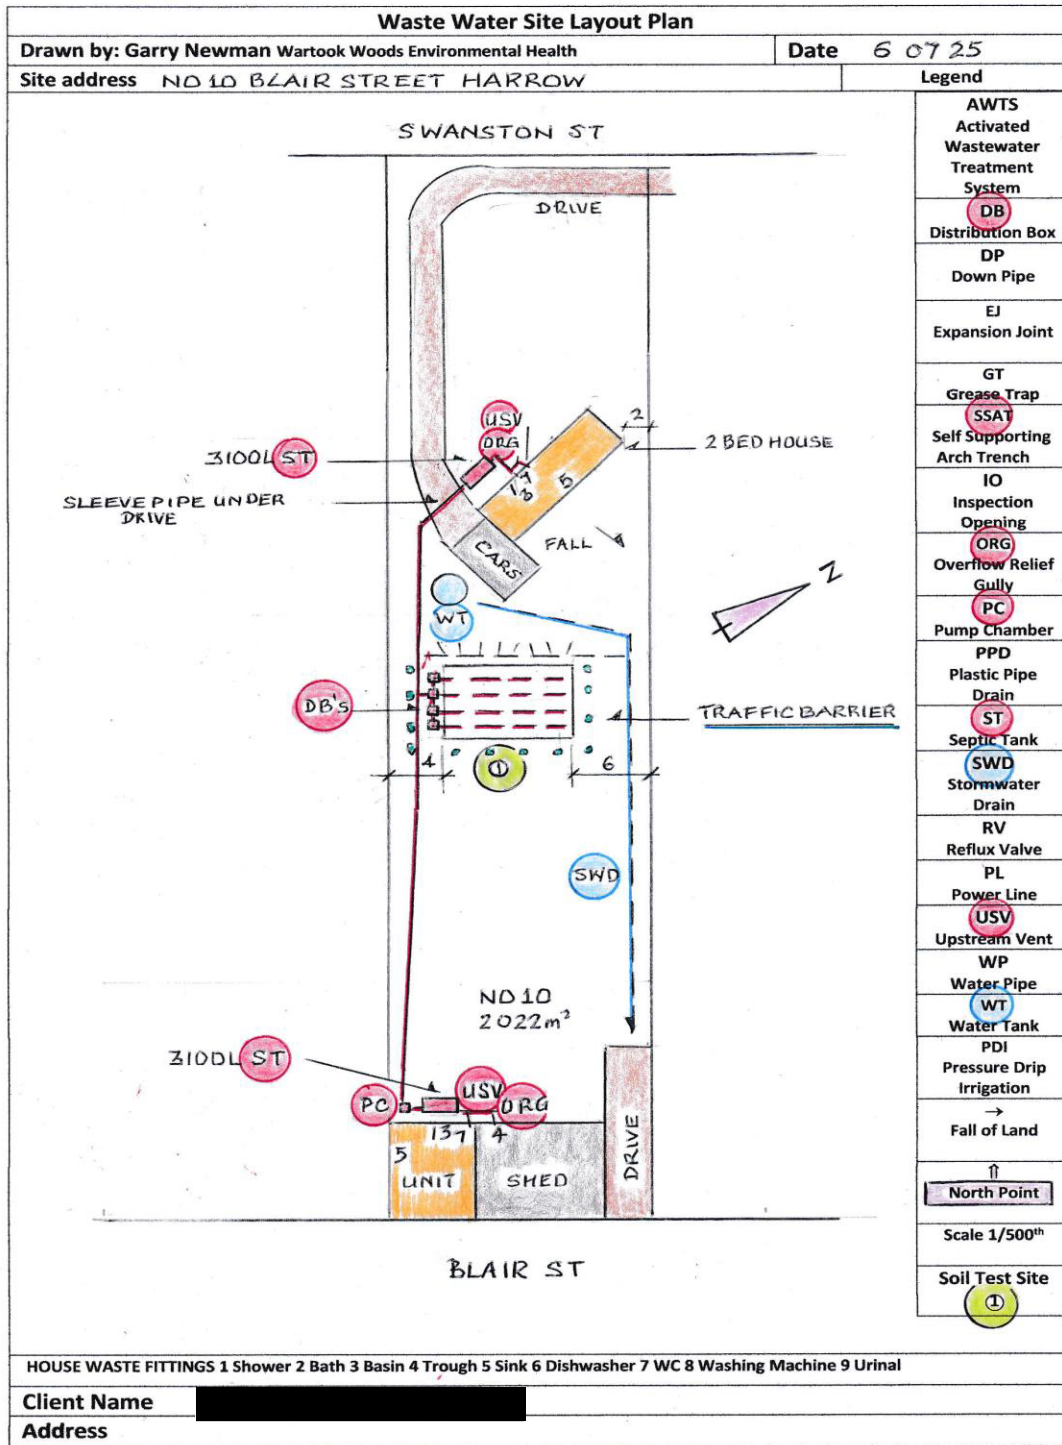 Waste Water Site Layout Plan
Drawn by: Garry Newman Wartook Woods Environmental Health
Date 6 07 25
Site address NO 10 BLAIR STREET HARROW
Legend
AWTS
Activated
Wastewater
Treatment
System
DB
Distribution Box
DP
Down Pipe
EJ
Expansion Joint
GT
Grease Trap
SSAT
Self Supporting
Arch Trench
IO
Inspection
Opening
ORG
Overflow Relief
Gully
PC
Pump Chamber
PPD
Plastic Pipe
Drain
ST
Septic Tank
SWD
Stormwater
Drain
RV
Reflux Valve
PL
Power Line
USV
Upstream Vent
WP
Water Pipe
WT
Water Tank
PDI
Pressure Drip
Irrigation
→
Fall of Land
⇑
North Point
Scale 1/500th
Soil Test Site
1
SWANSTON ST
DRIVE
USV
ORG
2
2 BED HOUSE
3100L ST
1 7
3
5
SLEEVE PIPE UNDER
DRIVE
CARS
FALL
N
WT
DB's
TRAFFIC BARRIER
4
1
6
SWD
NO 10
2022m²
3100L ST
PC
USV
ORG
137 4
5
UNIT
SHED
DRIVE
BLAIR ST
HOUSE WASTE FITTINGS 1 Shower 2 Bath 3 Basin 4 Trough 5 Sink 6 Dishwasher 7 WC 8 Washing Machine 9 Urinal
Client Name
Address